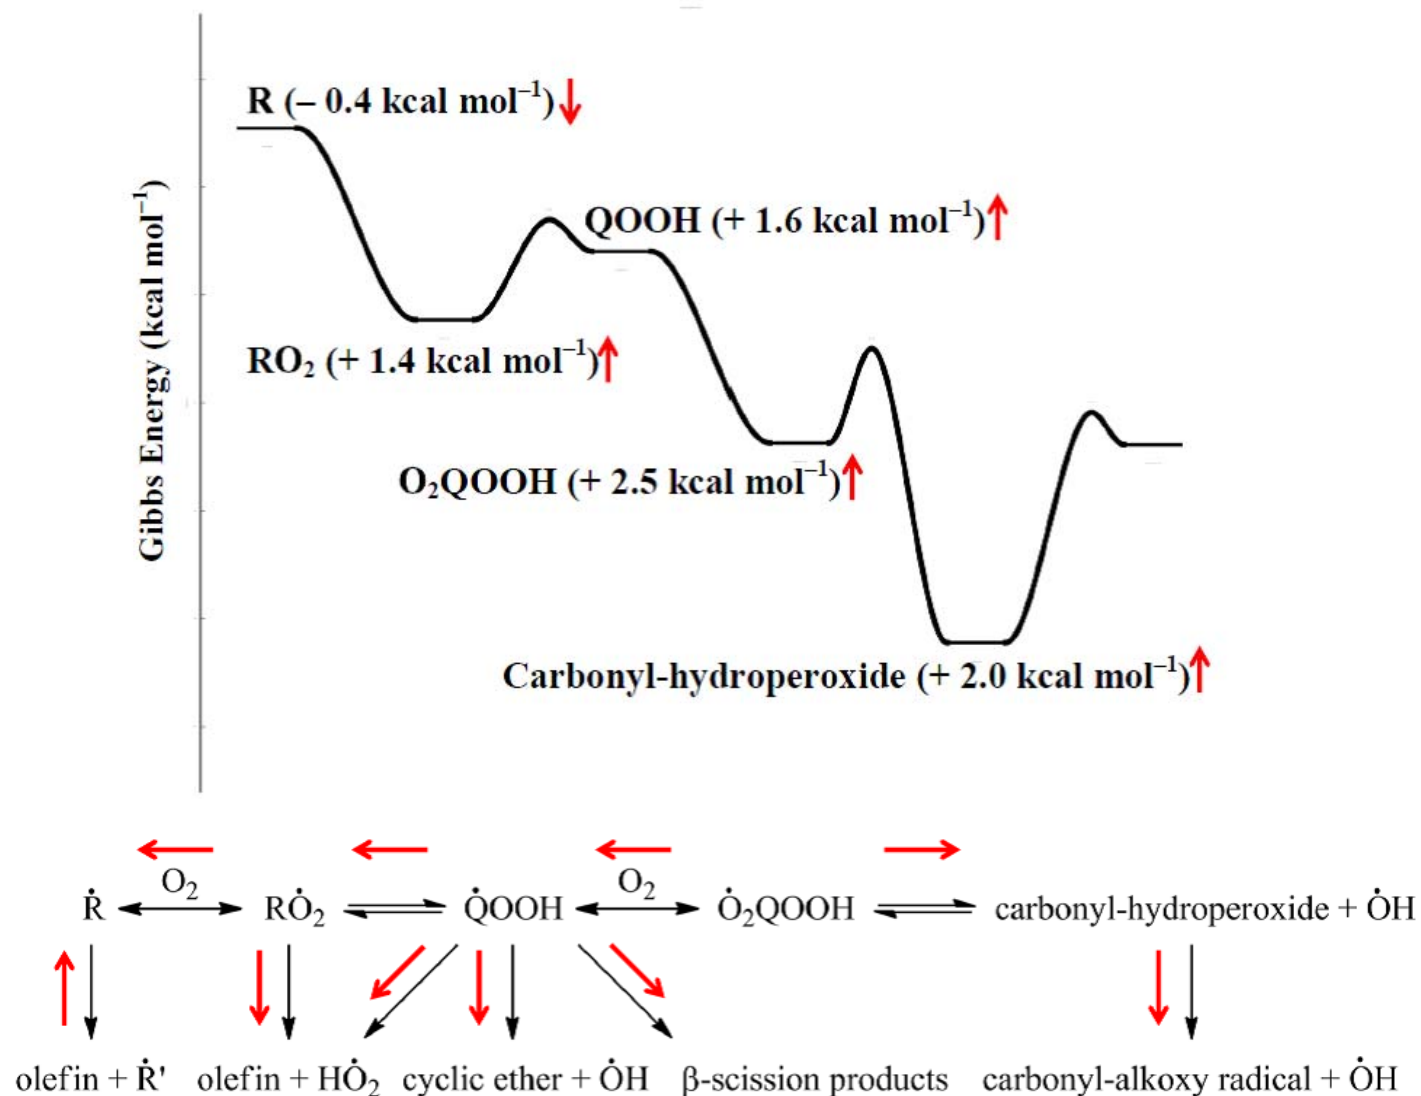 R (– 0.4 kcal mol⁻¹)
QOOH (+ 1.6 kcal mol⁻¹)
RO₂ (+ 1.4 kcal mol⁻¹)
O₂QOOH (+ 2.5 kcal mol⁻¹)
Carbonyl-hydroperoxide (+ 2.0 kcal mol⁻¹)
Gibbs Energy (kcal mol⁻¹)
O₂ O₂
Ṙ RȮ₂ Q̇OOH Ȯ₂QOOH carbonyl-hydroperoxide + ȮH
olefin + Ṙ' olefin + HȮ₂ cyclic ether + ȮH β-scission products carbonyl-alkoxy radical + ȮH